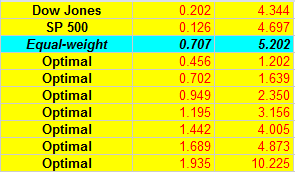 Dow Jones 0.202 4.344
SP 500 0.126 4.697
Equal-weight 0.707 5.202
Optimal 0.456 1.202
Optimal 0.702 1.639
Optimal 0.949 2.350
Optimal 1.195 3.156
Optimal 1.442 4.005
Optimal 1.689 4.873
Optimal 1.935 10.225